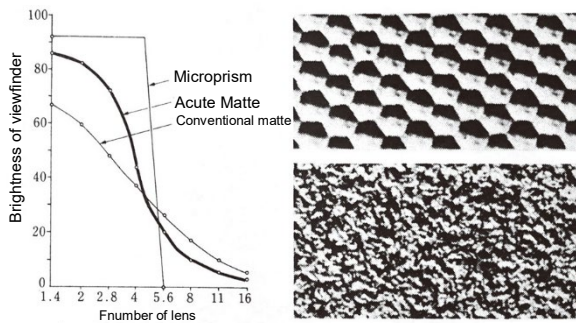 Brightness of viewfinder
100
80
60
40
20
0
Microprism
Acute Matte
Conventional matte
1.4 2 2.8 4 5.6 8 11 16
Fnumber of lens